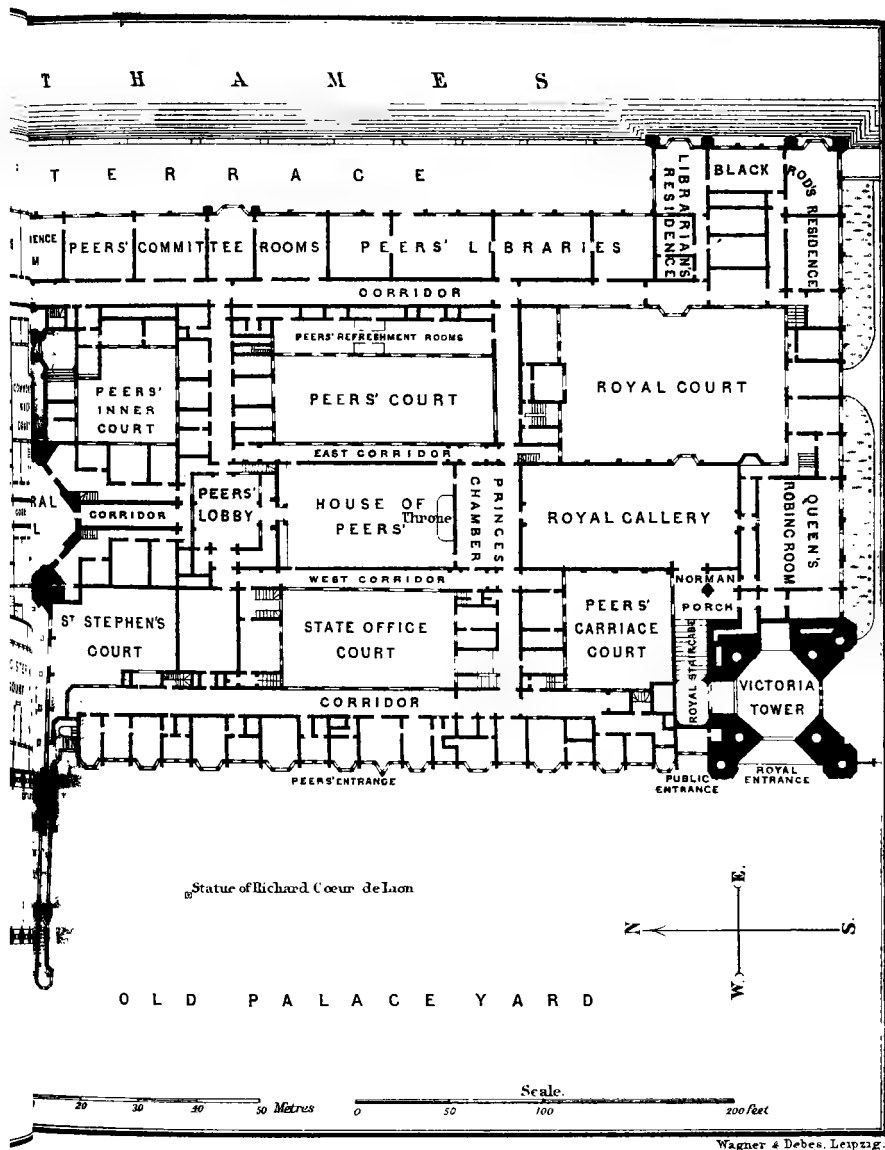 T H A M E S
T E R R A C E
LIBRARIAN'S
RESIDENCE
BLACK ROD'S RESIDENCE
IENCE
M
PEERS' COMMITTEE ROOMS
PEERS' LIBRARIES
CORRIDOR
PEERS' REFRESHMENT ROOMS
PEERS'
INNER
COURT
PEERS' COURT
ROYAL COURT
EAST CORRIDOR
RAL
L
CORRIDOR
PEERS'
LOBBY
HOUSE OF
PEERS'
Throne
PRINCES
CHAMBER
ROYAL GALLERY
QUEEN'S
ROBING ROOM
WEST CORRIDOR
NORMAN
PORCH
ST STEPHEN'S
COURT
STATE OFFICE
COURT
PEERS'
CARRIAGE
COURT
ROYAL STAIRCASE
VICTORIA
TOWER
CORRIDOR
PEERS' ENTRANCE
PUBLIC
ENTRANCE
ROYAL
ENTRANCE
Statue of Richard Cœur de Lion
E.
N
S.
W.
O L D P A L A C E Y A R D
Scale.
20 30 40 50 Metres
0 50 100 200 feet
Wagner & Debes, Leipzig.